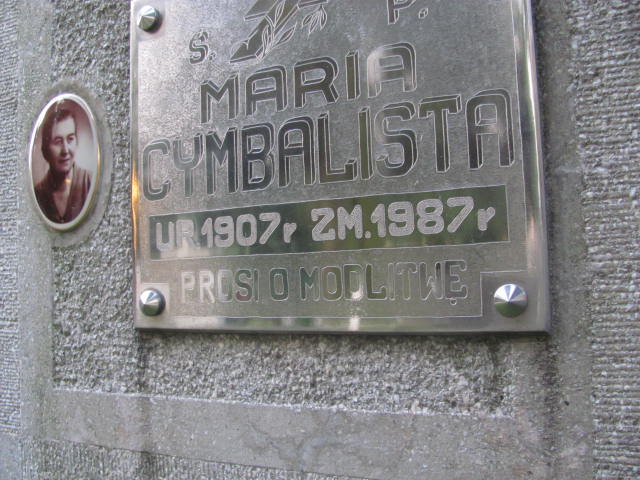 Ś. P.
MARIA
CYMBALISTA
UR.1907r ZM.1987r
PROSI O MODLITWĘ